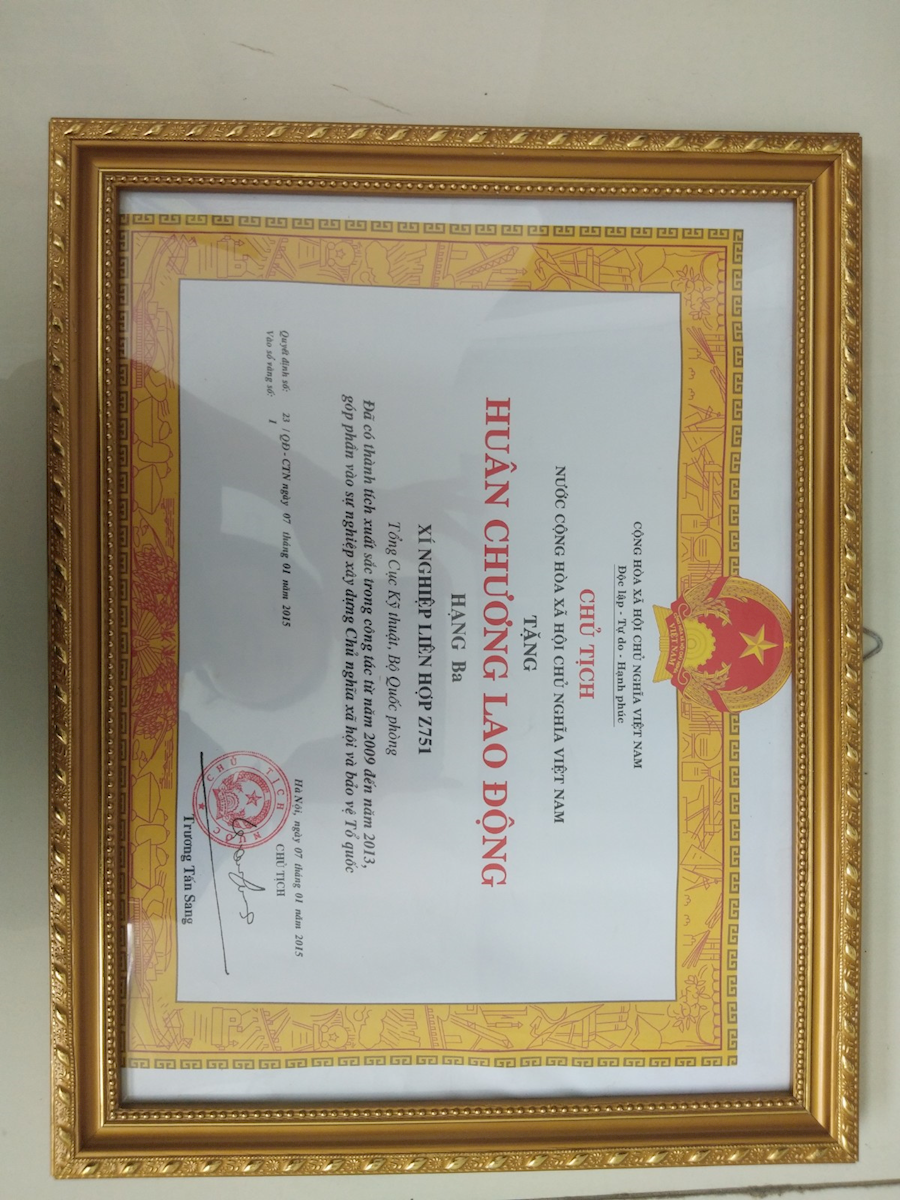 CỘNG HÒA XÃ HỘI CHỦ NGHĨA VIỆT NAM
Độc lập - Tự do - Hạnh phúc
VIỆT NAM
CHỦ TỊCH
NƯỚC CỘNG HÒA XÃ HỘI CHỦ NGHĨA VIỆT NAM
TẶNG
HUÂN CHƯƠNG LAO ĐỘNG
HẠNG Ba
XÍ NGHIỆP LIÊN HỢP Z751
Tổng Cục Kỹ thuật, Bộ Quốc phòng
Đã có thành tích xuất sắc trong công tác từ năm 2009 đến năm 2013,
góp phần vào sự nghiệp xây dựng Chủ nghĩa xã hội và bảo vệ Tổ quốc
Quyết định số: 23 / QĐ - CTN ngày 07 tháng 01 năm 2015
Vào sổ vàng số: 1
Hà Nội, ngày 07 tháng 01 năm 2015
CHỦ TỊCH
CHỦ TỊCH
Trương Tấn Sang